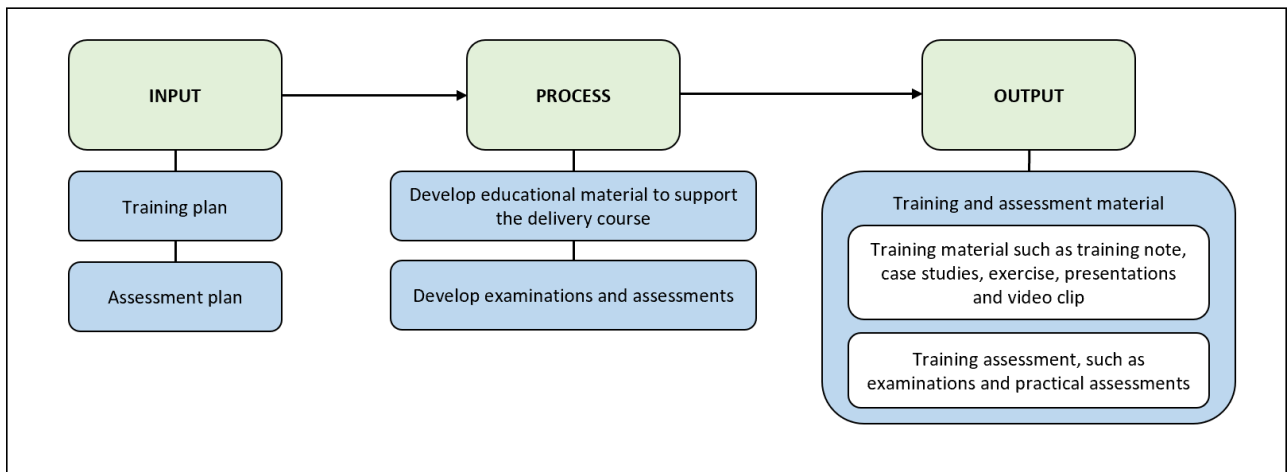 INPUT
PROCESS
OUTPUT
Training plan
Assessment plan
Develop educational material to support
the delivery course
Develop examinations and assessments
Training and assessment material
Training material such as training note,
case studies, exercise, presentations
and video clip
Training assessment, such as
examinations and practical assessments